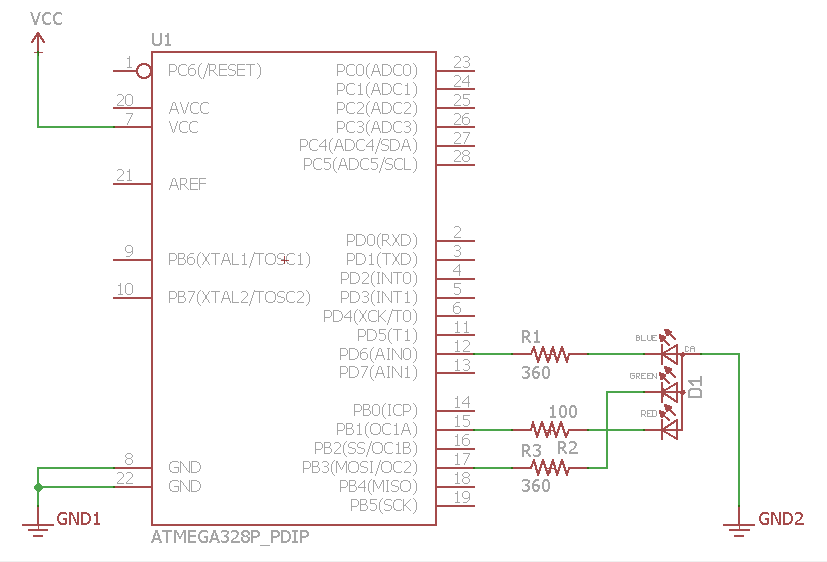 VCC
U1
1 PC6(/RESET) PC0(ADC0) 23
PC1(ADC1) 24
20 AVCC PC2(ADC2) 25
7 VCC PC3(ADC3) 26
PC4(ADC4/SDA) 27
PC5(ADC5/SCL) 28
21 AREF
PD0(RXD) 2
9 PB6(XTAL1/TOSC1) PD1(TXD) 3
PD2(INT0) 4
10 PB7(XTAL2/TOSC2) PD3(INT1) 5
PD4(XCK/T0) 6
PD5(T1) 11
PD6(AIN0) 12
PD7(AIN1) 13
R1
360
BLUE
CA
GREEN
D1
RED
PB0(ICP) 14
PB1(OC1A) 15
100
PB2(SS/OC1B) 16
R3 R2
8 GND PB3(MOSI/OC2) 17
22 GND PB4(MISO) 18
360
PB5(SCK) 19
GND1
GND2
ATMEGA328P_PDIP